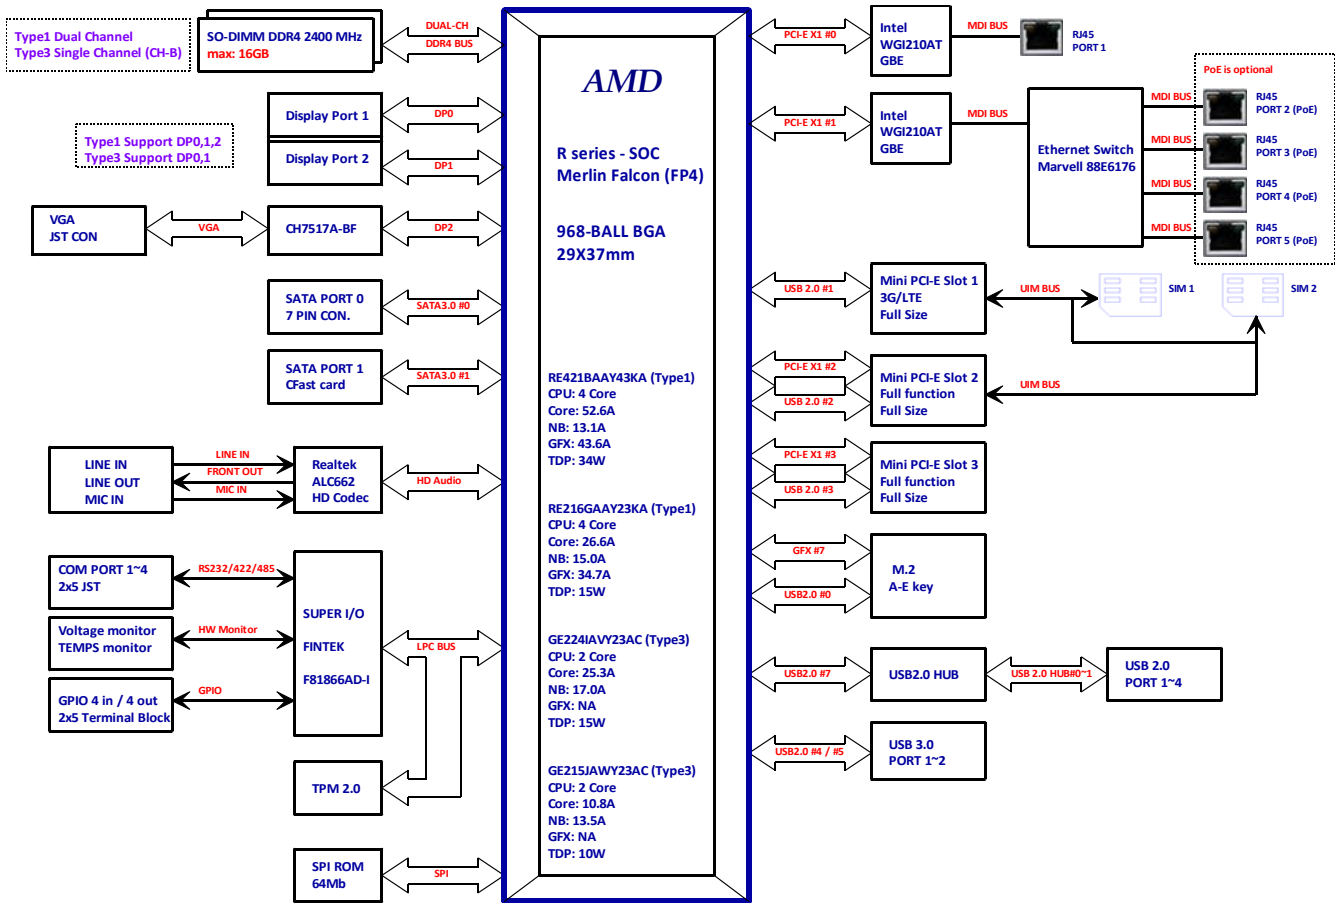 Type1 Dual Channel
Type3 Single Channel (CH-B)
SO-DIMM DDR4 2400 MHz
max: 16GB
DUAL-CH
DDR4 BUS
Display Port 1
DP0
Type1 Support DP0,1,2
Type3 Support DP0,1
Display Port 2
DP1
VGA
JST CON
VGA
CH7517A-BF
DP2
SATA PORT 0
7 PIN CON.
SATA3.0 #0
SATA PORT 1
CFast card
SATA3.0 #1
LINE IN
LINE OUT
MIC IN
LINE IN
FRONT OUT
MIC IN
Realtek
ALC662
HD Codec
HD Audio
COM PORT 1~4
2x5 JST
RS232/422/485
Voltage monitor
TEMPS monitor
HW Monitor
GPIO 4 in / 4 out
2x5 Terminal Block
GPIO
SUPER I/O
FINTEK
F81866AD-I
LPC BUS
TPM 2.0
SPI ROM
64Mb
SPI
AMD
R series - SOC
Merlin Falcon (FP4)
968-BALL BGA
29X37mm
RE421BAAY43KA (Type1)
CPU: 4 Core
Core: 52.6A
NB: 13.1A
GFX: 43.6A
TDP: 34W
RE216GAAY23KA (Type1)
CPU: 4 Core
Core: 26.6A
NB: 15.0A
GFX: 34.7A
TDP: 15W
GE224IAVY23AC (Type3)
CPU: 2 Core
Core: 25.3A
NB: 17.0A
GFX: NA
TDP: 15W
GE215JAWY23AC (Type3)
CPU: 2 Core
Core: 10.8A
NB: 13.5A
GFX: NA
TDP: 10W
PCI-E X1 #0
Intel
WGI210AT
GBE
MDI BUS
RJ45
PORT 1
PCI-E X1 #1
Intel
WGI210AT
GBE
MDI BUS
Ethernet Switch
Marvell 88E6176
PoE is optional
MDI BUS
RJ45
PORT 2 (PoE)
MDI BUS
RJ45
PORT 3 (PoE)
MDI BUS
RJ45
PORT 4 (PoE)
MDI BUS
RJ45
PORT 5 (PoE)
USB 2.0 #1
Mini PCI-E Slot 1
3G/LTE
Full Size
UIM BUS
SIM 1
SIM 2
PCI-E X1 #2
USB 2.0 #2
Mini PCI-E Slot 2
Full function
Full Size
UIM BUS
PCI-E X1 #3
USB 2.0 #3
Mini PCI-E Slot 3
Full function
Full Size
GFX #7
USB2.0 #0
M.2
A-E key
USB2.0 #7
USB2.0 HUB
USB 2.0 HUB#0~1
USB 2.0
PORT 1~4
USB2.0 #4 / #5
USB 3.0
PORT 1~2